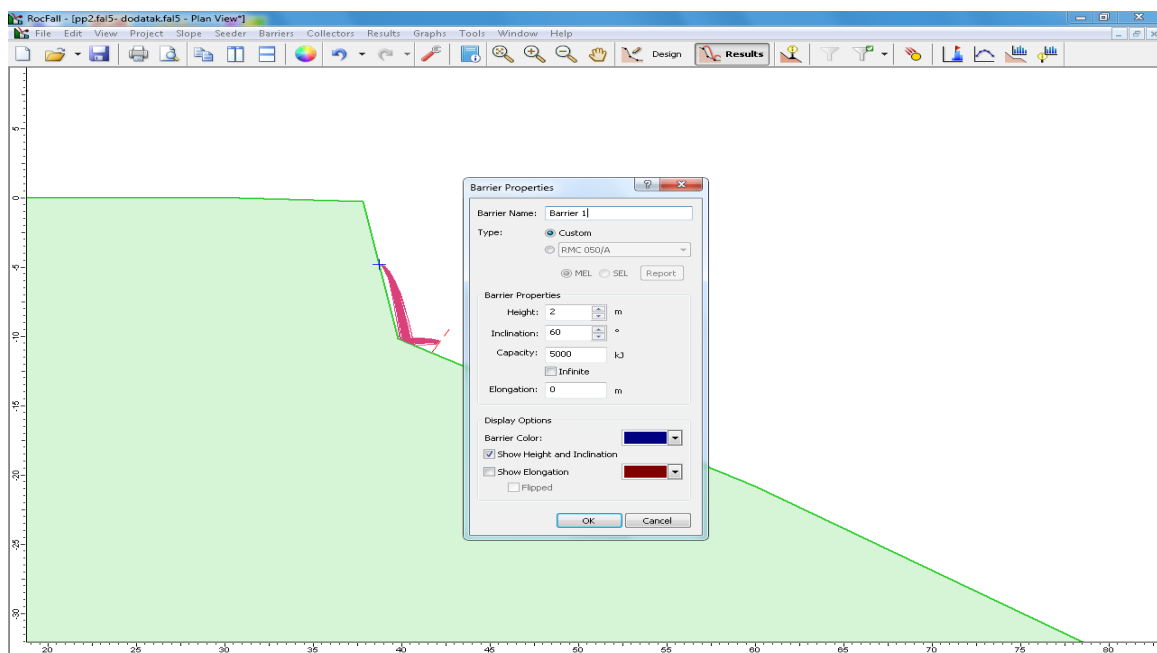 RocFall - [pp2.fal5- dodatak.fal5 - Plan View*]
File Edit View Project Slope Seeder Barriers Collectors Results Graphs Tools Window Help
Design Results
Barrier Properties
Barrier Name: Barrier 1
Type: Custom
RMC 050/A
MEL SEL Report
Barrier Properties
Height: 2 m
Inclination: 60 °
Capacity: 5000 kJ
Infinite
Elongation: 0 m
Display Options
Barrier Color:
Show Height and Inclination
Show Elongation
Flipped
OK Cancel
5
0
-5
-10
-15
-20
-25
-30
20 25 30 35 40 45 50 55 60 65 70 75 80